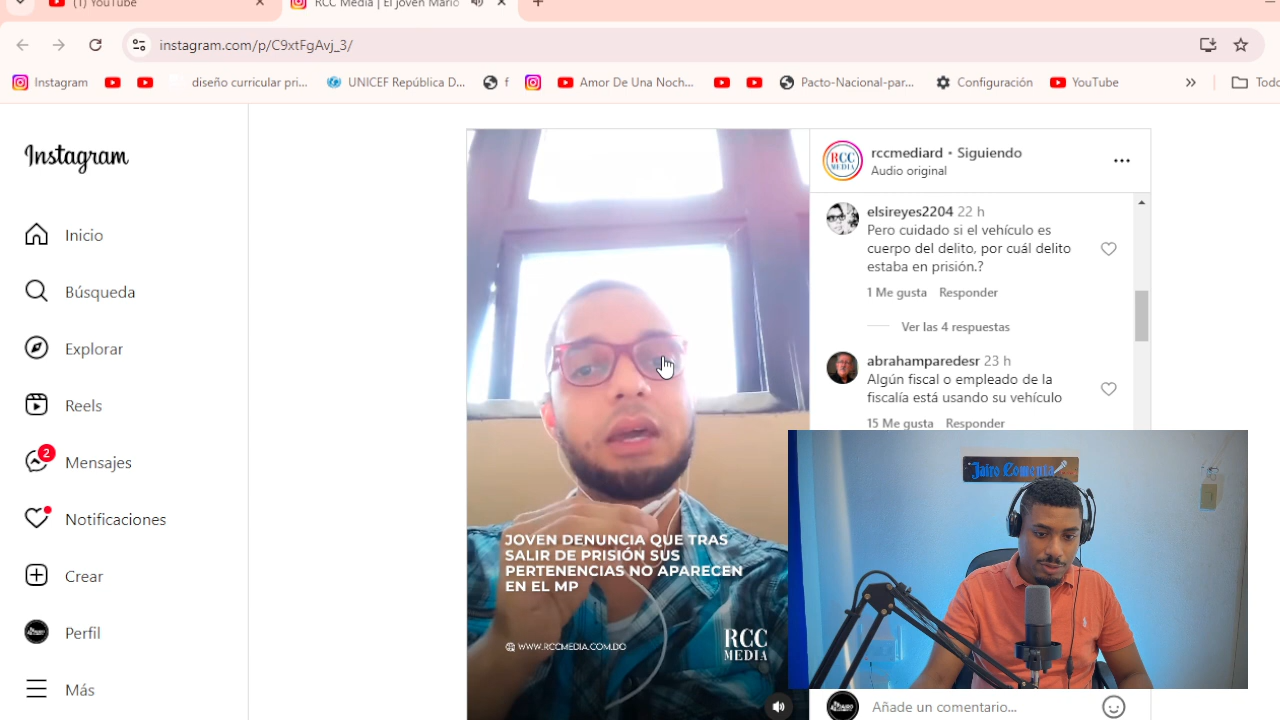 (1) YouTube
RCC Media | El joven Mario
instagram.com/p/C9xtFgAvj_3/
Instagram
diseño curricular pri...
UNICEF República D...
f
Amor De Una Noch...
Pacto-Nacional-par...
Configuración
YouTube
»
Todo
Instagram
Inicio
Búsqueda
Explorar
Reels
2
Mensajes
Notificaciones
Crear
Perfil
Más
JOVEN DENUNCIA QUE TRAS
SALIR DE PRISIÓN SUS
PERTENENCIAS NO APARECEN
EN EL MP
WWW.RCCMEDIA.COM.DO
RCC
MEDIA
RCC
MEDIA
rccmediard • Siguiendo
Audio original
elsireyes2204 22 h
Pero cuidado si el vehículo es
cuerpo del delito, por cuál delito
estaba en prisión.?
1 Me gusta Responder
Ver las 4 respuestas
abrahamparedesr 23 h
Algún fiscal o empleado de la
fiscalía está usando su vehículo
15 Me gusta Responder
Jairo Comenta
Añade un comentario...